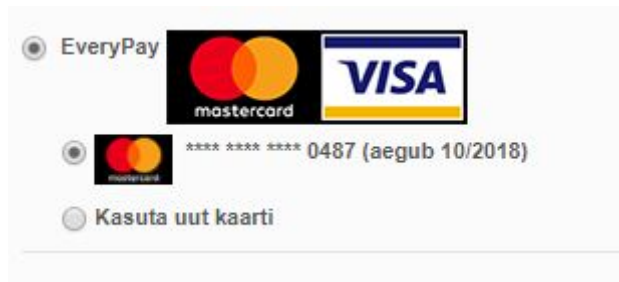 EveryPay
mastercard
VISA
mastercard
**** **** **** 0487 (aegub 10/2018)
Kasuta uut kaarti